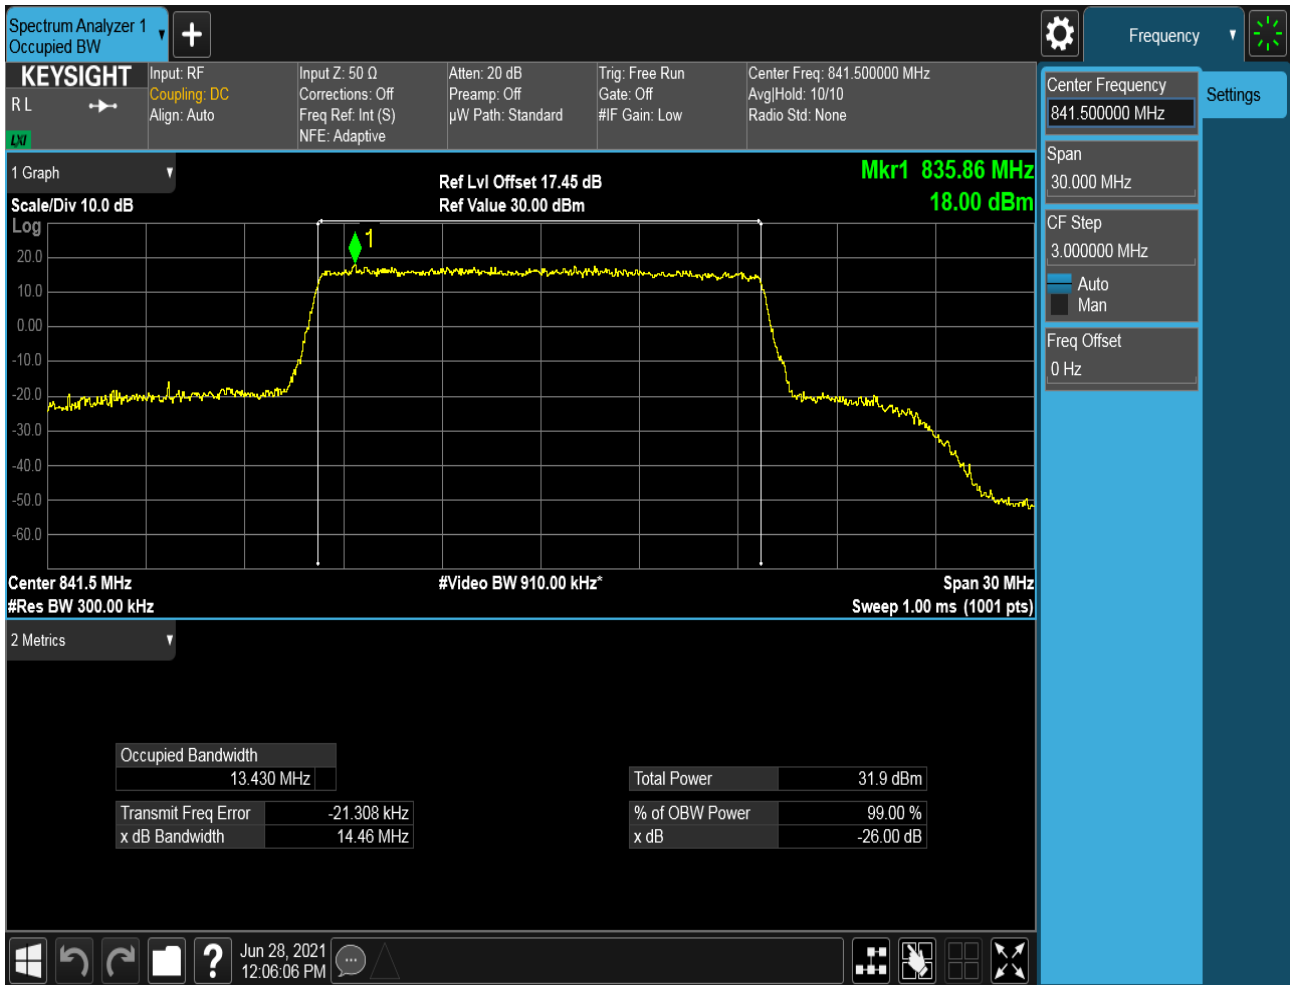 Spectrum Analyzer 1
Occupied BW
Frequency
KEYSIGHT
R L
LXI
Input: RF
Coupling: DC
Align: Auto
Input Z: 50 Ω
Corrections: Off
Freq Ref: Int (S)
NFE: Adaptive
Atten: 20 dB
Preamp: Off
µW Path: Standard
Trig: Free Run
Gate: Off
#IF Gain: Low
Center Freq: 841.500000 MHz
Avg|Hold: 10/10
Radio Std: None
Center Frequency
841.500000 MHz
Settings
Span
30.000 MHz
CF Step
3.000000 MHz
Auto
Man
Freq Offset
0 Hz
1 Graph
Scale/Div 10.0 dB
Ref Lvl Offset 17.45 dB
Ref Value 30.00 dBm
Mkr1 835.86 MHz
18.00 dBm
Log
1
20.0
10.0
0.00
-10.0
-20.0
-30.0
-40.0
-50.0
-60.0
Center 841.5 MHz
#Video BW 910.00 kHz*
Span 30 MHz
#Res BW 300.00 kHz
Sweep 1.00 ms (1001 pts)
2 Metrics
Occupied Bandwidth
13.430 MHz
Total Power 31.9 dBm
Transmit Freq Error -21.308 kHz
% of OBW Power 99.00 %
x dB Bandwidth 14.46 MHz
x dB -26.00 dB
?
Jun 28, 2021
12:06:06 PM